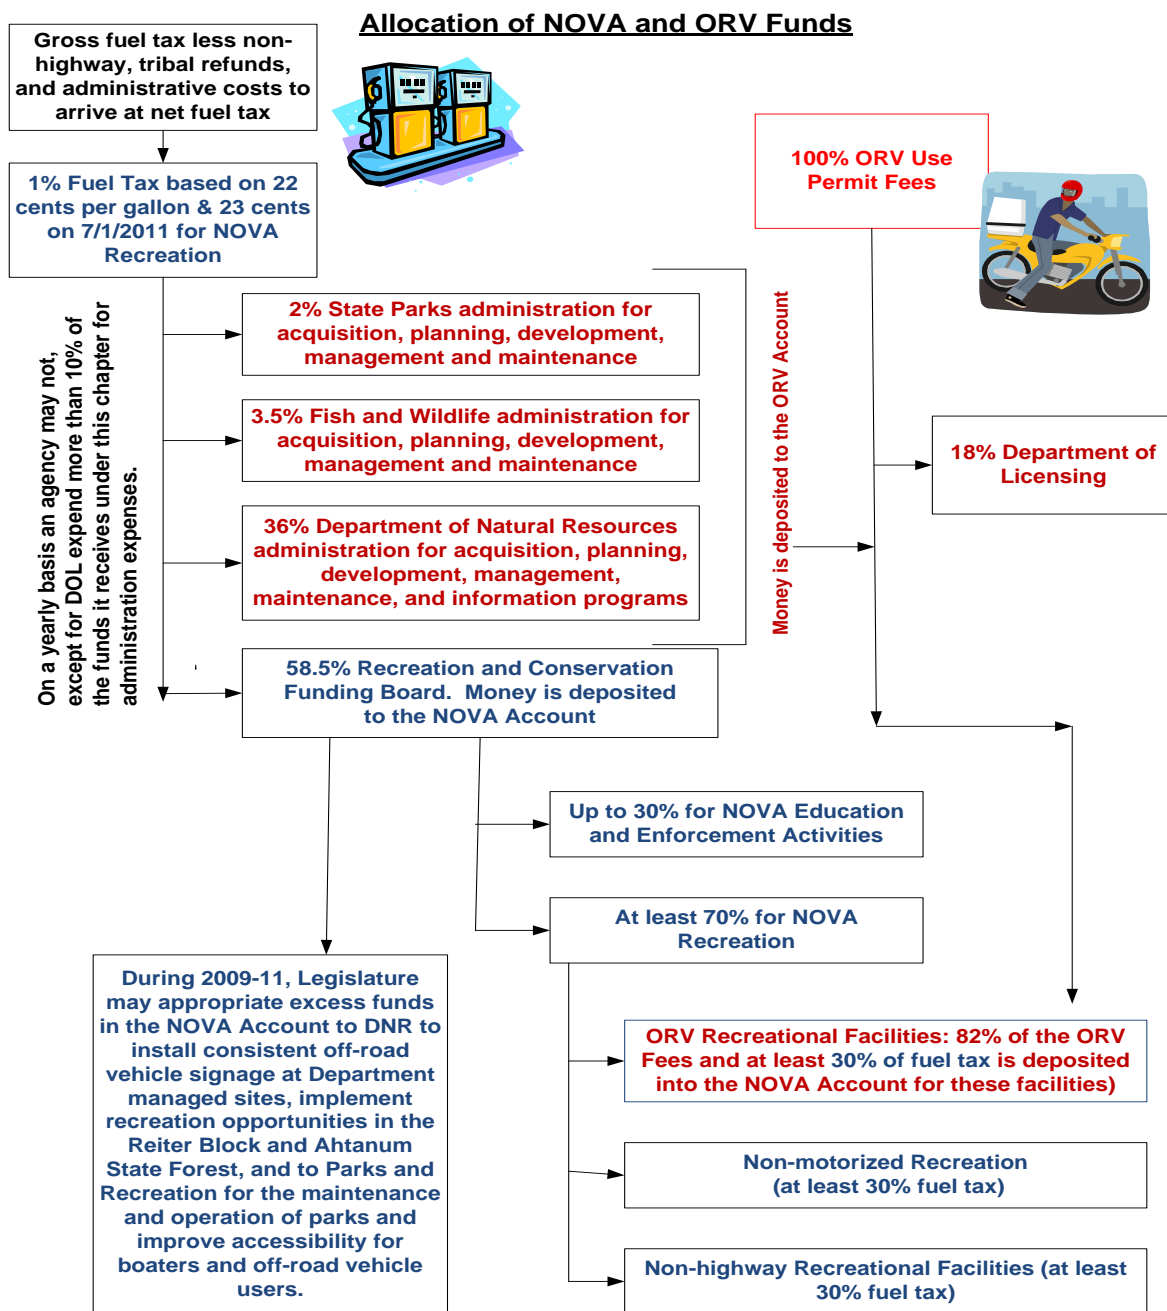 Allocation of NOVA and ORV Funds
Gross fuel tax less non-
highway, tribal refunds,
and administrative costs to
arrive at net fuel tax
1% Fuel Tax based on 22
cents per gallon & 23 cents
on 7/1/2011 for NOVA
Recreation
100% ORV Use
Permit Fees
On a yearly basis an agency may not,
except for DOL expend more than 10% of
the funds it receives under this chapter for
administration expenses.
2% State Parks administration for
acquisition, planning, development,
management and maintenance
3.5% Fish and Wildlife administration for
acquisition, planning, development,
management and maintenance
36% Department of Natural Resources
administration for acquisition, planning,
development, management,
maintenance, and information programs
58.5% Recreation and Conservation
Funding Board.  Money is deposited
to the NOVA Account
Money is deposited to the ORV Account
18% Department of
Licensing
Up to 30% for NOVA Education
and Enforcement Activities
At least 70% for NOVA
Recreation
During 2009-11, Legislature
may appropriate excess funds
in the NOVA Account to DNR to
install consistent off-road
vehicle signage at Department
managed sites, implement
recreation opportunities in the
Reiter Block and Ahtanum
State Forest, and to Parks and
Recreation for the maintenance
and operation of parks and
improve accessibility for
boaters and off-road vehicle
users.
ORV Recreational Facilities: 82% of the ORV
Fees and at least 30% of fuel tax is deposited
into the NOVA Account for these facilities)
Non-motorized Recreation
(at least 30% fuel tax)
Non-highway Recreational Facilities (at least
30% fuel tax)